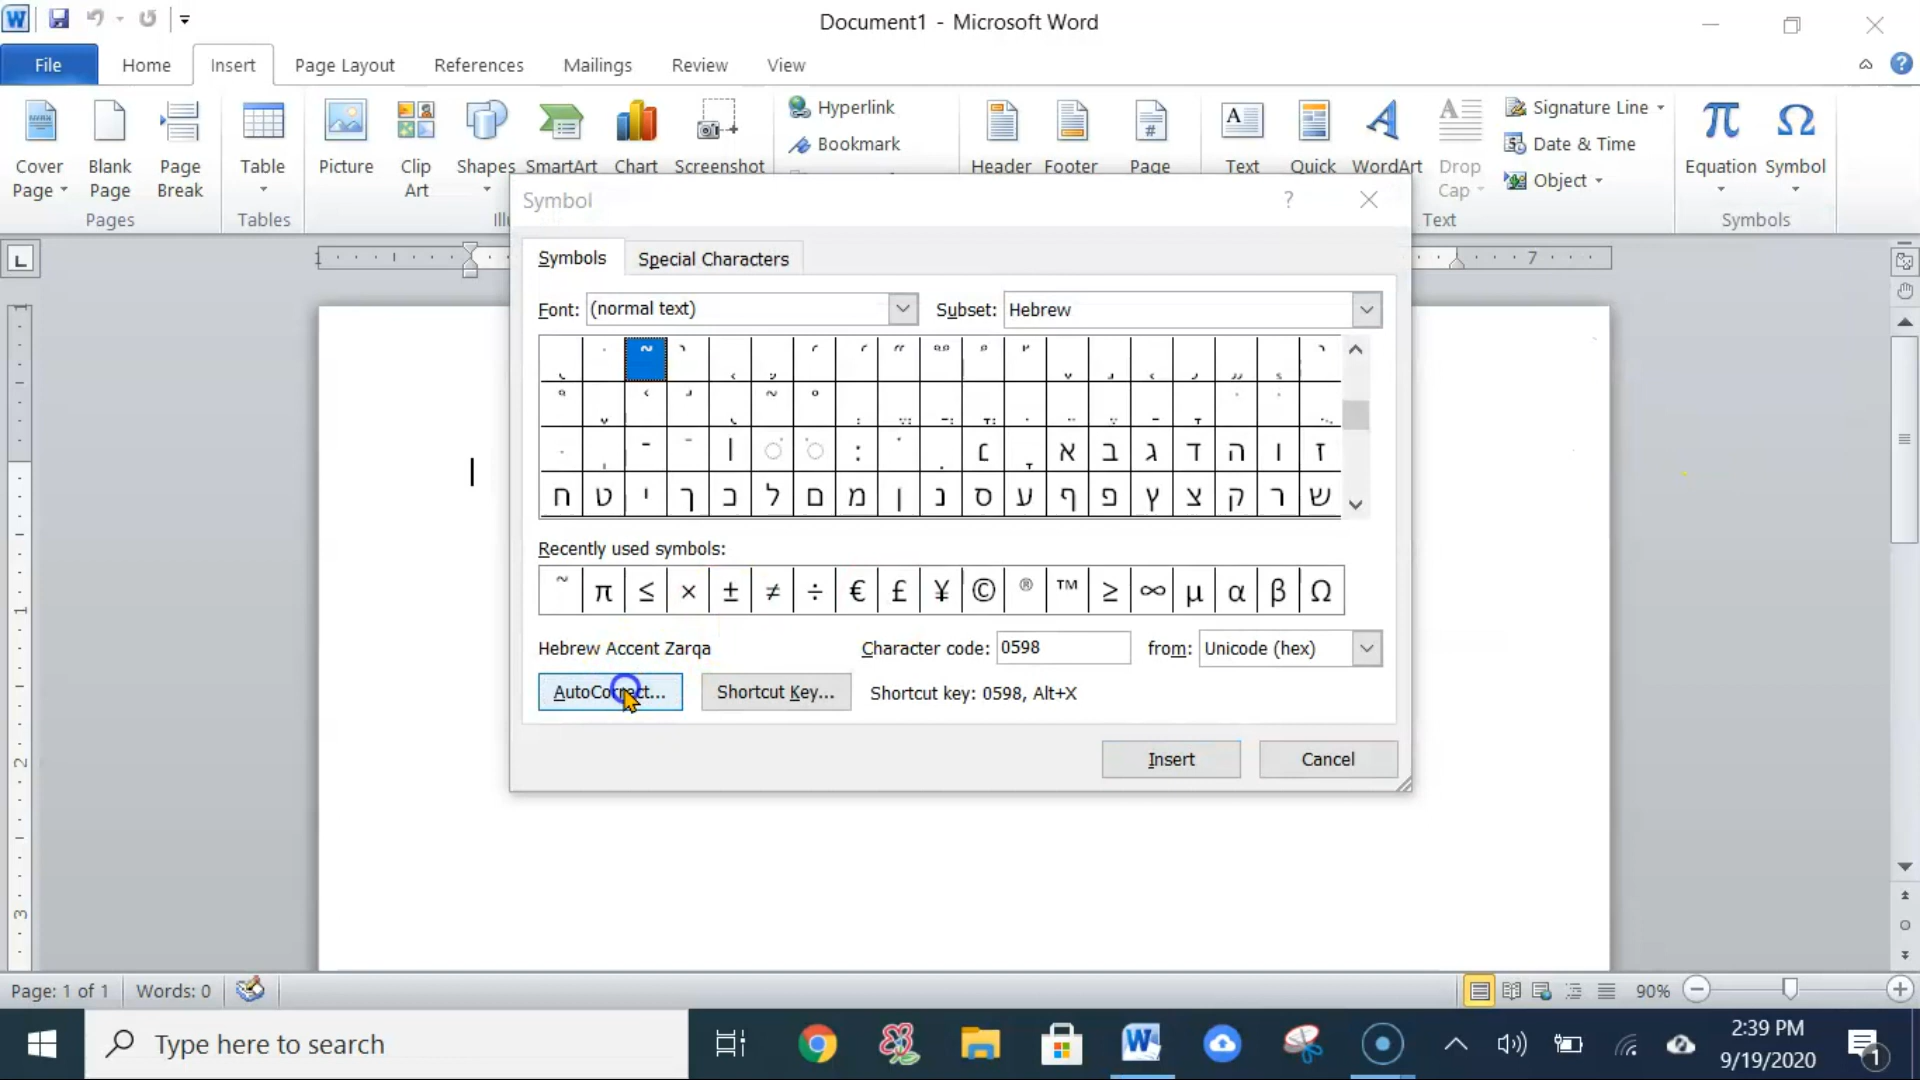 Document1 - Microsoft Word
File Home Insert Page Layout References Mailings Review View
Cover Page
Blank Page
Page Break
Table
Picture
Clip Art
Shapes
SmartArt
Chart
Screenshot
Hyperlink
Bookmark
Header
Footer
Page
Text
Quick
WordArt
Drop Cap
Signature Line
Date & Time
Object
Equation
Symbol
Pages Tables Illu Text Symbols
Symbol
Symbols Special Characters
Font: (normal text) Subset: Hebrew
א ב ג ד ה ו ז
ח ט י ך כ ל ם מ ן נ ס ע ף פ ץ צ ק ר ש
Recently used symbols:
~ π ≤ × ± ≠ ÷ € £ ¥ © ® ™ ≥ ∞ µ α β Ω
Hebrew Accent Zarqa Character code: 0598 from: Unicode (hex)
AutoCorrect... Shortcut Key... Shortcut key: 0598, Alt+X
Insert Cancel
Page: 1 of 1 Words: 0 90%
Type here to search
2:39 PM
9/19/2020
1